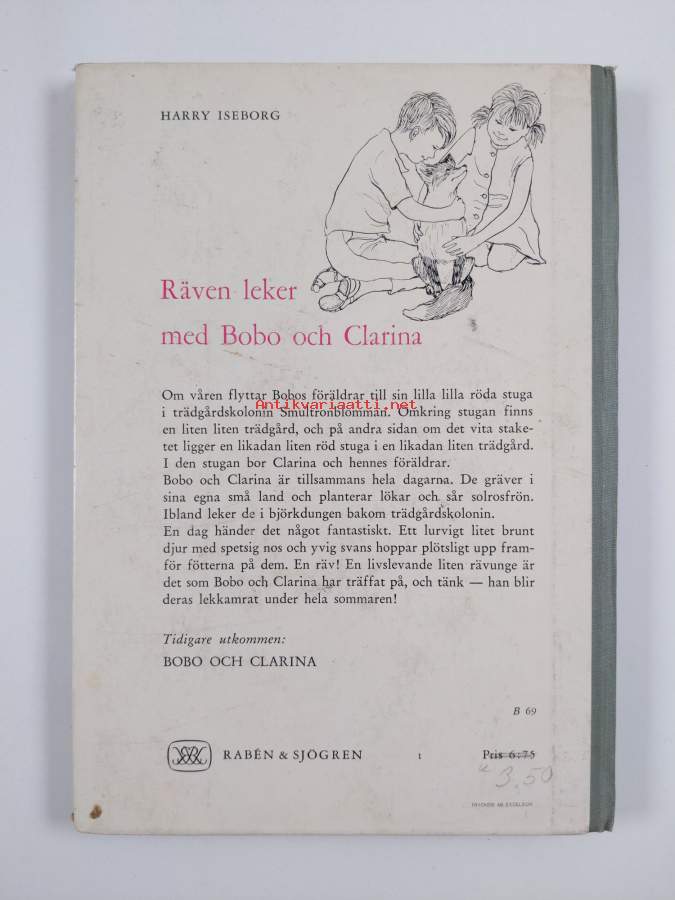 HARRY ISEBORG
Räven leker
med Bobo och Clarina
Om våren flyttar Bobos föräldrar till sin lilla lilla röda stuga
Antikvariaatti.net
i trädgårdskolonin Smultronblomman. Omkring stugan finns
en liten liten trädgård, och på andra sidan om det vita stake-
tet ligger en likadan liten röd stuga i en likadan liten trädgård.
I den stugan bor Clarina och hennes föräldrar.
Bobo och Clarina är tillsammans hela dagarna. De gräver i
sina egna små land och planterar lökar och sår solrosfrön.
Ibland leker de i björkdungen bakom trädgårdskolonin.
En dag händer det något fantastiskt. Ett lurvigt litet brunt
djur med spetsig nos och yvig svans hoppar plötsligt upp fram-
för fötterna på dem. En räv! En livslevande liten rävunge är
det som Bobo och Clarina har träffat på, och tänk — han blir
deras lekkamrat under hela sommaren!
Tidigare utkommen:
BOBO OCH CLARINA
B 69
RABÉN & SJÖGREN
1
Pris 6:75
3,50